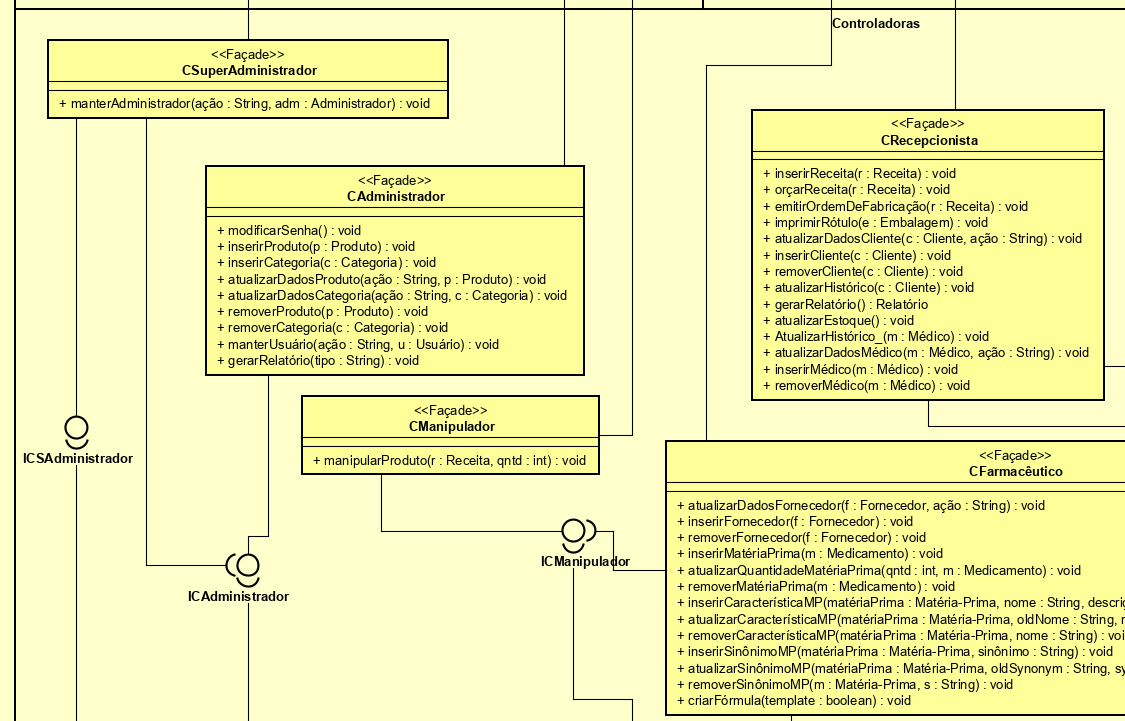 Controladoras
<<Façade>>
CSuperAdministrador
+ manterAdministrador(ação : String, adm : Administrador) : void
<<Façade>>
CAdministrador
+ modificarSenha() : void
+ inserirProduto(p : Produto) : void
+ inserirCategoria(c : Categoria) : void
+ atualizarDadosProduto(ação : String, p : Produto) : void
+ atualizarDadosCategoria(ação : String, c : Categoria) : void
+ removerProduto(p : Produto) : void
+ removerCategoria(c : Categoria) : void
+ manterUsuário(ação : String, u : Usuário) : void
+ gerarRelatório(tipo : String) : void
<<Façade>>
CRecepcionista
+ inserirReceita(r : Receita) : void
+ orçarReceita(r : Receita) : void
+ emitirOrdemDeFabricação(r : Receita) : void
+ imprimirRótulo(e : Embalagem) : void
+ atualizarDadosCliente(c : Cliente, ação : String) : void
+ inserirCliente(c : Cliente) : void
+ removerCliente(c : Cliente) : void
+ atualizarHistórico(c : Cliente) : void
+ gerarRelatório() : Relatório
+ atualizarEstoque() : void
+ AtualizarHistórico_(m : Médico) : void
+ atualizarDadosMédico(m : Médico, ação : String) : void
+ inserirMédico(m : Médico) : void
+ removerMédico(m : Médico) : void
<<Façade>>
CManipulador
+ manipularProduto(r : Receita, qntd : int) : void
ICSAdministrador
ICManipulador
ICAdministrador
<<Façade>>
CFarmacêutico
+ atualizarDadosFornecedor(f : Fornecedor, ação : String) : void
+ inserirFornecedor(f : Fornecedor) : void
+ removerFornecedor(f : Fornecedor) : void
+ inserirMatériaPrima(m : Medicamento) : void
+ atualizarQuantidadeMatériaPrima(qntd : int, m : Medicamento) : void
+ removerMatériaPrima(m : Medicamento) : void
+ inserirCaracterísticaMP(matériaPrima : Matéria-Prima, nome : String,
+ atualizarCaracterísticaMP(matériaPrima : Matéria-Prima, oldNome : String,
+ removerCaracterísticaMP(matériaPrima : Matéria-Prima, nome : String) :
+ inserirSinônimoMP(matériaPrima : Matéria-Prima, sinônimo : String) : void
+ atualizarSinônimoMP(matériaPrima : Matéria-Prima, oldSynonym : String,
+ removerSinônimoMP(m : Matéria-Prima, s : String) : void
+ criarFórmula(template : boolean) : void